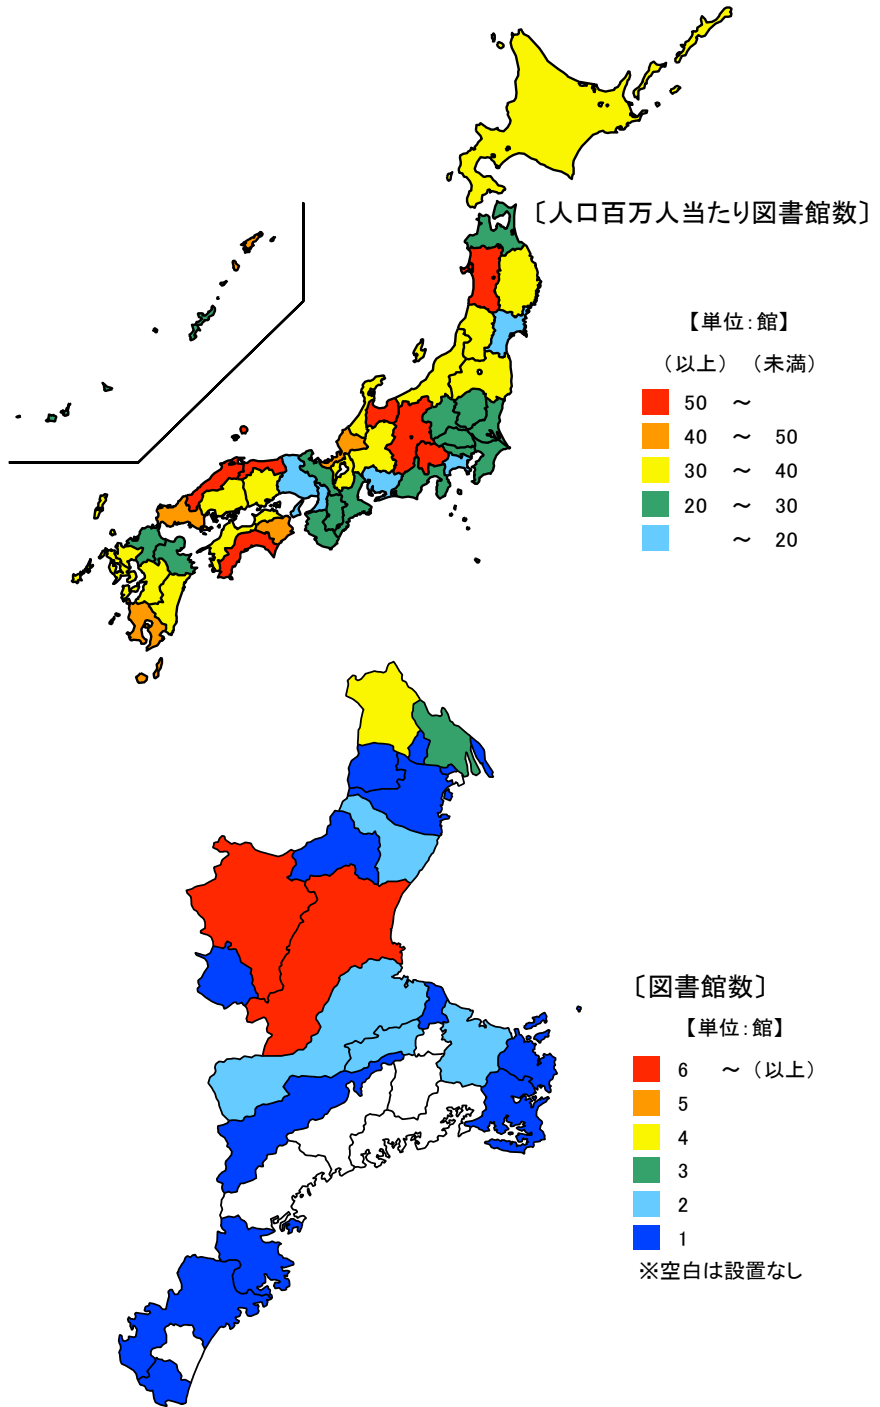 〔人口百万人当たり図書館数〕
【単位：館】
（以上） （未満）
50 ～
40 ～ 50
30 ～ 40
20 ～ 30
～ 20
〔図書館数〕
【単位：館】
6 ～（以上）
5
4
3
2
1
※空白は設置なし